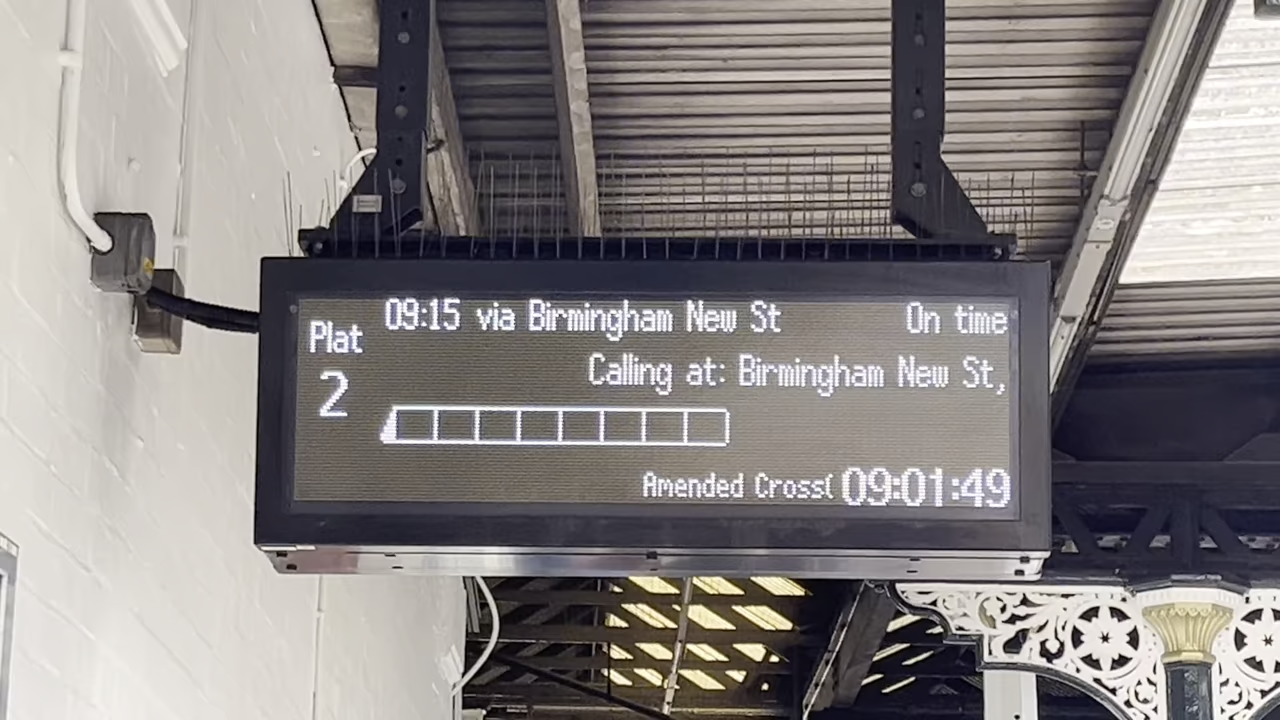 Plat
2
09:15 via Birmingham New St On time
Calling at: Birmingham New St,
Amended Cross 09:01:49